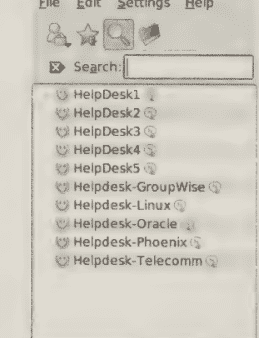 File Edit Settings Help
Search:
HelpDesk1
HelpDesk2
HelpDesk3
HelpDesk4
HelpDesk5
Helpdesk-GroupWise
Helpdesk-Linux
Helpdesk-Oracle
Helpdesk-Phoenix
Helpdesk-Telecomm